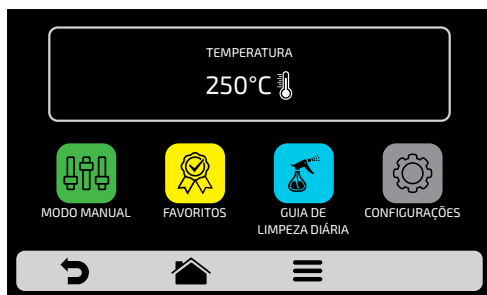 TEMPERATURA
250°C
MODO MANUAL
FAVORITOS
GUIA DE
LIMPEZA DIÁRIA
CONFIGURAÇÕES